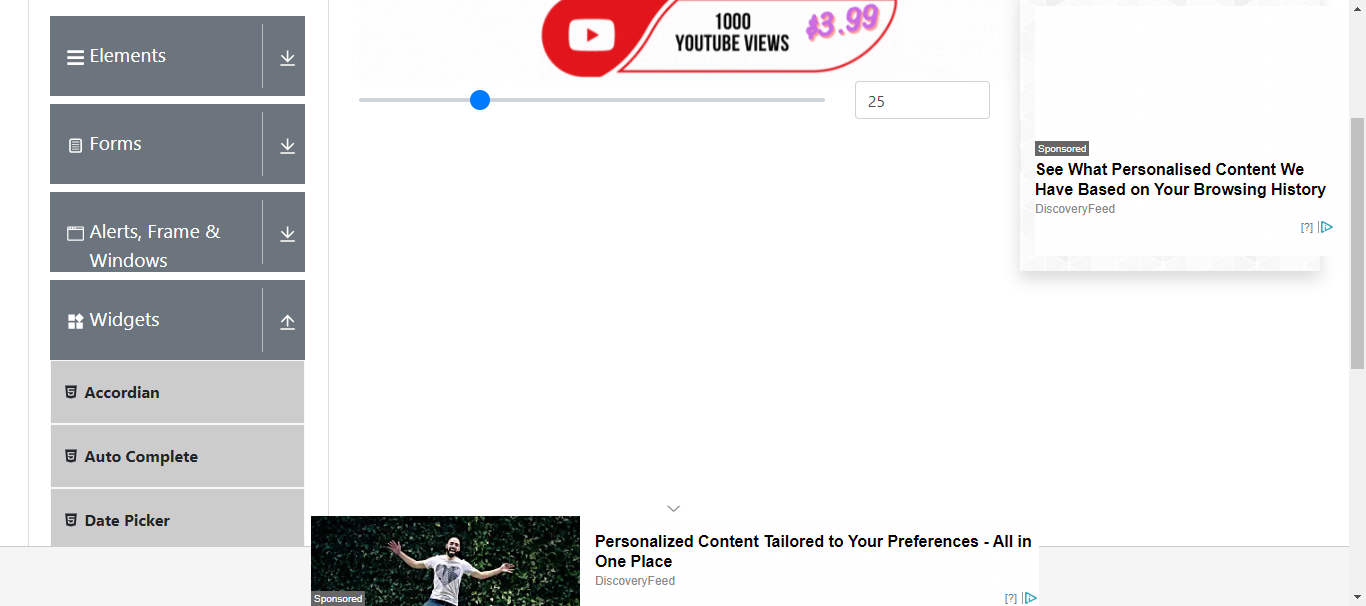 Elements
Forms
Alerts, Frame &
Windows
Widgets
Accordian
Auto Complete
Date Picker
1000
YOUTUBE VIEWS
$3.99
25
Sponsored
See What Personalised Content We
Have Based on Your Browsing History
DiscoveryFeed
[?]
Sponsored
Personalized Content Tailored to Your Preferences - All in
One Place
DiscoveryFeed
[?]